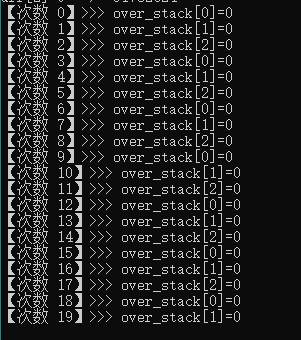 【次数 0】>>> over_stack[0]=0
【次数 1】>>> over_stack[1]=0
【次数 2】>>> over_stack[2]=0
【次数 3】>>> over_stack[0]=0
【次数 4】>>> over_stack[1]=0
【次数 5】>>> over_stack[2]=0
【次数 6】>>> over_stack[0]=0
【次数 7】>>> over_stack[1]=0
【次数 8】>>> over_stack[2]=0
【次数 9】>>> over_stack[0]=0
【次数 10】>>> over_stack[1]=0
【次数 11】>>> over_stack[2]=0
【次数 12】>>> over_stack[0]=0
【次数 13】>>> over_stack[1]=0
【次数 14】>>> over_stack[2]=0
【次数 15】>>> over_stack[0]=0
【次数 16】>>> over_stack[1]=0
【次数 17】>>> over_stack[2]=0
【次数 18】>>> over_stack[0]=0
【次数 19】>>> over_stack[1]=0